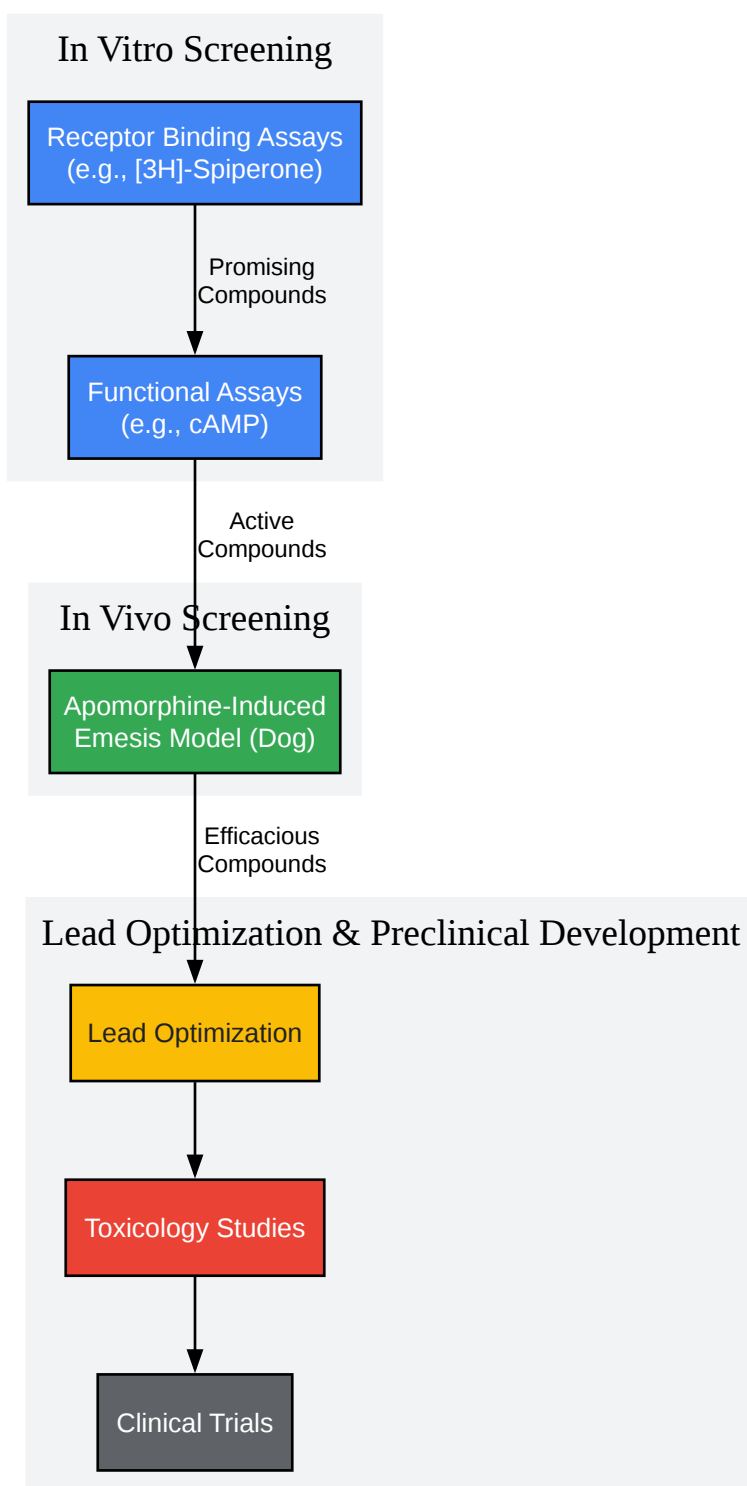 In Vitro Screening
Receptor Binding Assays
(e.g., [3H]-Spiperone)
Promising
Compounds
Functional Assays
(e.g., cAMP)
Active
Compounds
In Vivo Screening
Apomorphine-Induced
Emesis Model (Dog)
Efficacious
Compounds
Lead Optimization & Preclinical Development
Lead Optimization
Toxicology Studies
Clinical Trials